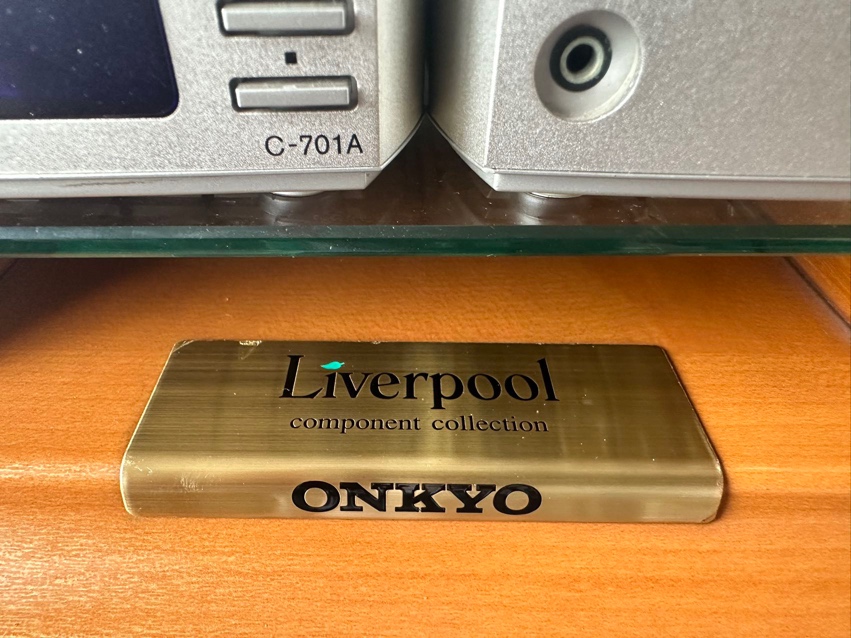 C-701A
Liverpool
component collection
ONKYO